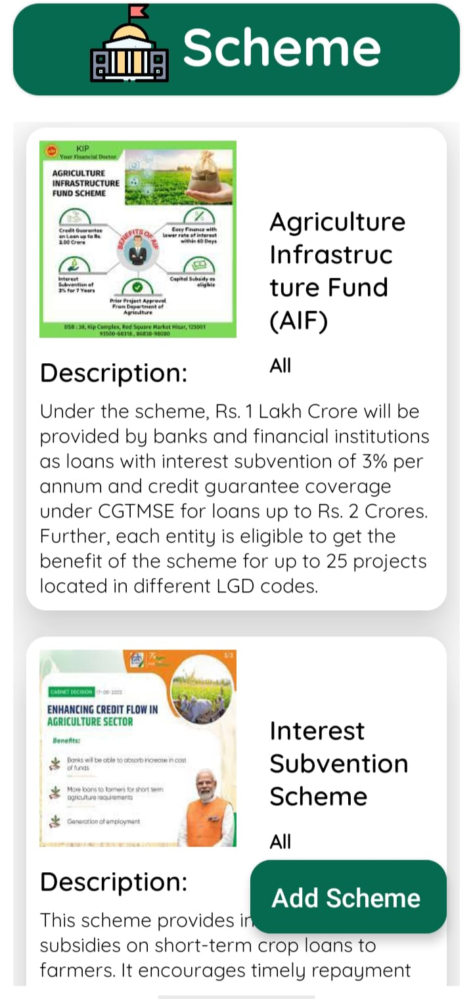 Scheme
KIP
Your Financial Doctor
AGRICULTURE
INFRASTRUCTURE
FUND SCHEME
Credit Guarentee
on Loan up to Rs.
2.00 Crore
Easy Finance with
lower rate of interest
within 60 Days
BENEFITS OF AIF
Interest
Subvention of
3% for 7 Years
Capital Subsidy as
eligible
Prior Project Approval
From Department of
Agriculture
DSB : 38, Kip Complex, Red Square Market Hisar, 125001
Agriculture
Infrastruc
ture Fund
(AIF)
All
Description:
Under the scheme, Rs. 1 Lakh Crore will be
provided by banks and financial institutions
as loans with interest subvention of 3% per
annum and credit guarantee coverage
under CGTMSE for loans up to Rs. 2 Crores.
Further, each entity is eligible to get the
benefit of the scheme for up to 25 projects
located in different LGD codes.
3/3
CABINET DECISION 17-08-2022
ENHANCING CREDIT FLOW IN
AGRICULTURE SECTOR
Benefits:
Banks will be able to absorb increase in cost
of funds
More loans to farmers for short term
agriculture requirements
Generation of employment
Interest
Subvention
Scheme
All
Description:
Add Scheme
This scheme provides in
subsidies on short-term crop loans to
farmers. It encourages timely repayment